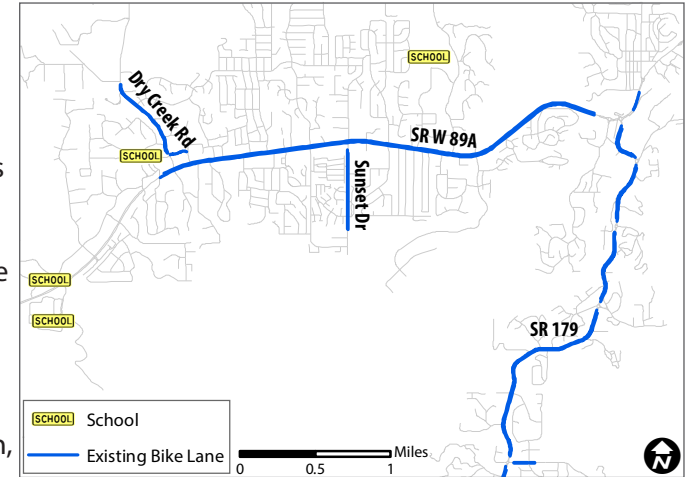 SCHOOL
Dry Creek Rd
SR W 89A
SCHOOL
s
Sunset Dr
e
SCHOOL
SCHOOL
SR 179
SCHOOL School
Existing Bike Lane
n,
0 0.5 1 Miles
N